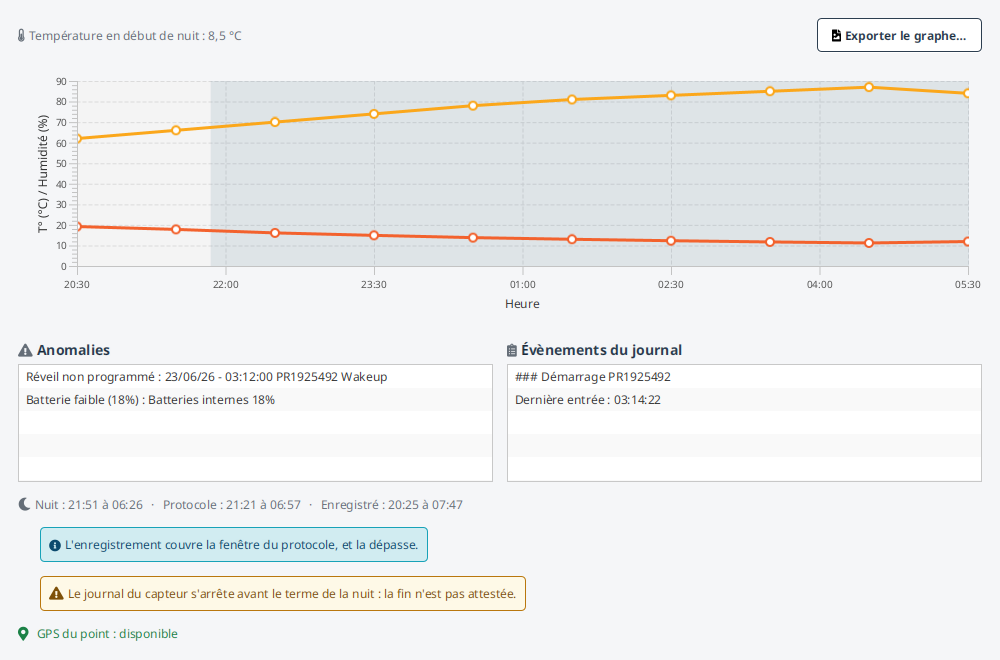 Température en début de nuit : 8,5 °C
Exporter le graphe...
T° (°C) / Humidité (%)
90
80
70
60
50
40
30
20
10
0
20:30 22:00 23:30 01:00 02:30 04:00 05:30
Heure
Anomalies
Réveil non programmé : 23/06/26 - 03:12:00 PR1925492 Wakeup
Batterie faible (18%) : Batteries internes 18%
Évènements du journal
### Démarrage PR1925492
Dernière entrée : 03:14:22
Nuit : 21:51 à 06:26 · Protocole : 21:21 à 06:57 · Enregistré : 20:25 à 07:47
L'enregistrement couvre la fenêtre du protocole, et la dépasse.
Le journal du capteur s'arrête avant le terme de la nuit : la fin n'est pas attestée.
GPS du point : disponible